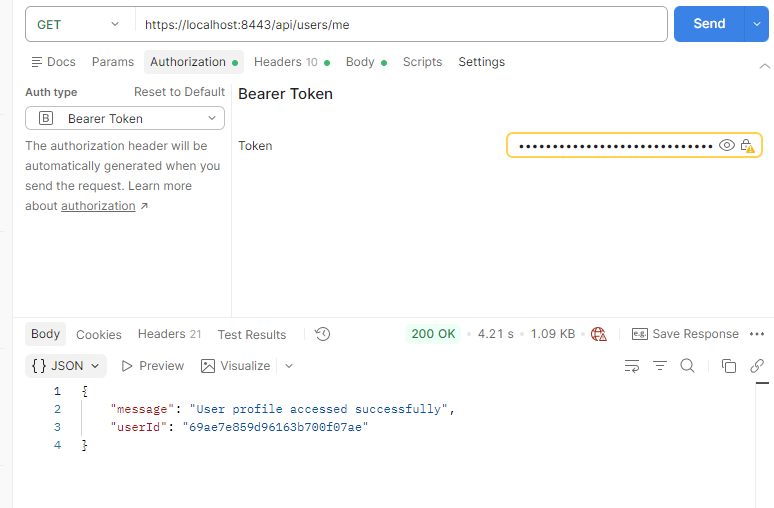 GET https://localhost:8443/api/users/me Send
Docs Params Authorization Headers 10 Body Scripts Settings
Auth type Reset to Default
B Bearer Token
The authorization header will be
automatically generated when you
send the request. Learn more
about authorization ↗
Bearer Token
Token ••••••••••••••••••••••••••••
Body Cookies Headers 21 Test Results 200 OK • 4.21 s • 1.09 KB • e.g. Save Response •••
{} JSON Preview Visualize
1 {
2 "message": "User profile accessed successfully",
3 "userId": "69ae7e859d96163b700f07ae"
4 }